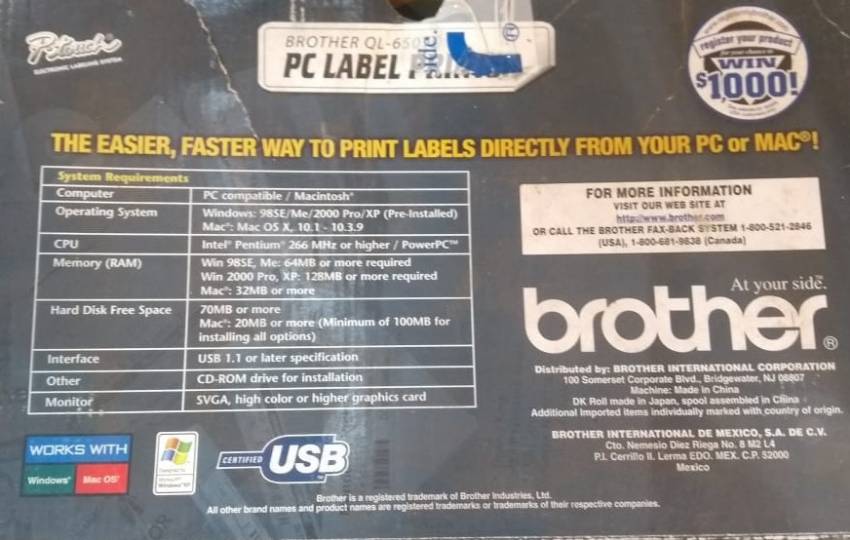 P-touch
ELECTRONIC LABELING SYSTEM
BROTHER QL-650
PC LABEL
side.
register your product
WIN
$1,000!
THE EASIER, FASTER WAY TO PRINT LABELS DIRECTLY FROM YOUR PC or MAC®!
System Requirements
Computer PC compatible / Macintosh®
Operating System Windows: 98SE/Me/2000 Pro/XP (Pre-Installed)
Mac®: Mac OS X, 10.1 - 10.3.9
CPU Intel® Pentium® 266 MHz or higher / PowerPC™
Memory (RAM) Win 98SE, Me: 64MB or more required
Win 2000 Pro, XP: 128MB or more required
Mac®: 32MB or more
Hard Disk Free Space 70MB or more
Mac®: 20MB or more (Minimum of 100MB for
installing all options)
Interface USB 1.1 or later specification
Other CD-ROM drive for installation
Monitor SVGA, high color or higher graphics card
FOR MORE INFORMATION
VISIT OUR WEB SITE AT
http://www.brother.com
OR CALL THE BROTHER FAX-BACK SYSTEM 1-800-521-2846
(USA), 1-800-681-9838 (Canada)
At your side.™
brother®
Distributed by: BROTHER INTERNATIONAL CORPORATION
100 Somerset Corporate Blvd., Bridgewater, NJ 08807
Machine: Made in China
DK Roll made in Japan, spool assembled in China
Additional Imported items individually marked with country of origin.
BROTHER INTERNATIONAL DE MEXICO, S.A. DE C.V.
Cto. Nemesio Diez Riega No. 8 M2 L4
P.I. Cerrillo II. Lerma EDO. MEX. C.P. 52000
Mexico
WORKS WITH
Windows® Mac OS®
Designed for
Microsoft®
Windows® XP
CERTIFIED USB™
Brother is a registered trademark of Brother Industries, Ltd.
All other brand names and product names are registered trademarks or trademarks of their respective companies.